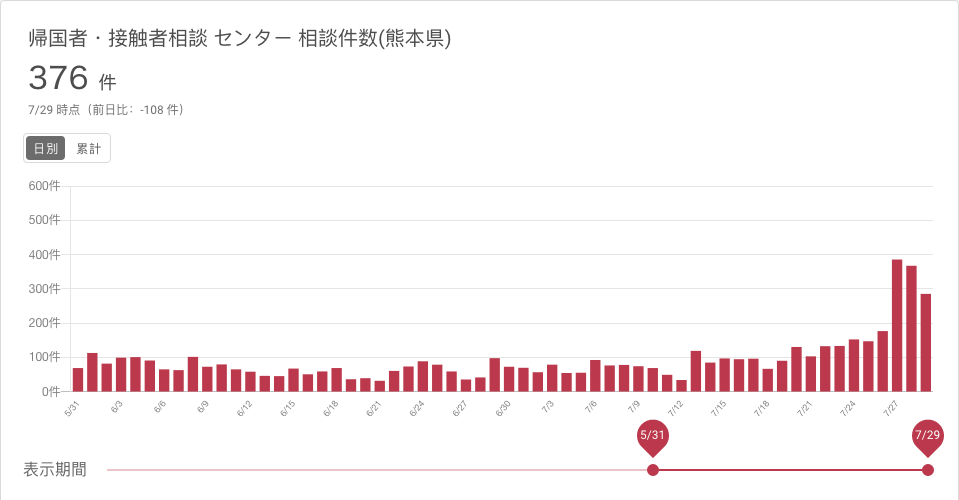 帰国者・接触者相談 センター 相談件数(熊本県)
376 件
7/29 時点（前日比：-108 件）
日別 累計
600件
500件
400件
300件
200件
100件
0件
5/31 6/3 6/6 6/9 6/12 6/15 6/18 6/21 6/24 6/27 6/30 7/3 7/6 7/9 7/12 7/15 7/18 7/21 7/24 7/27
5/31 7/29
表示期間